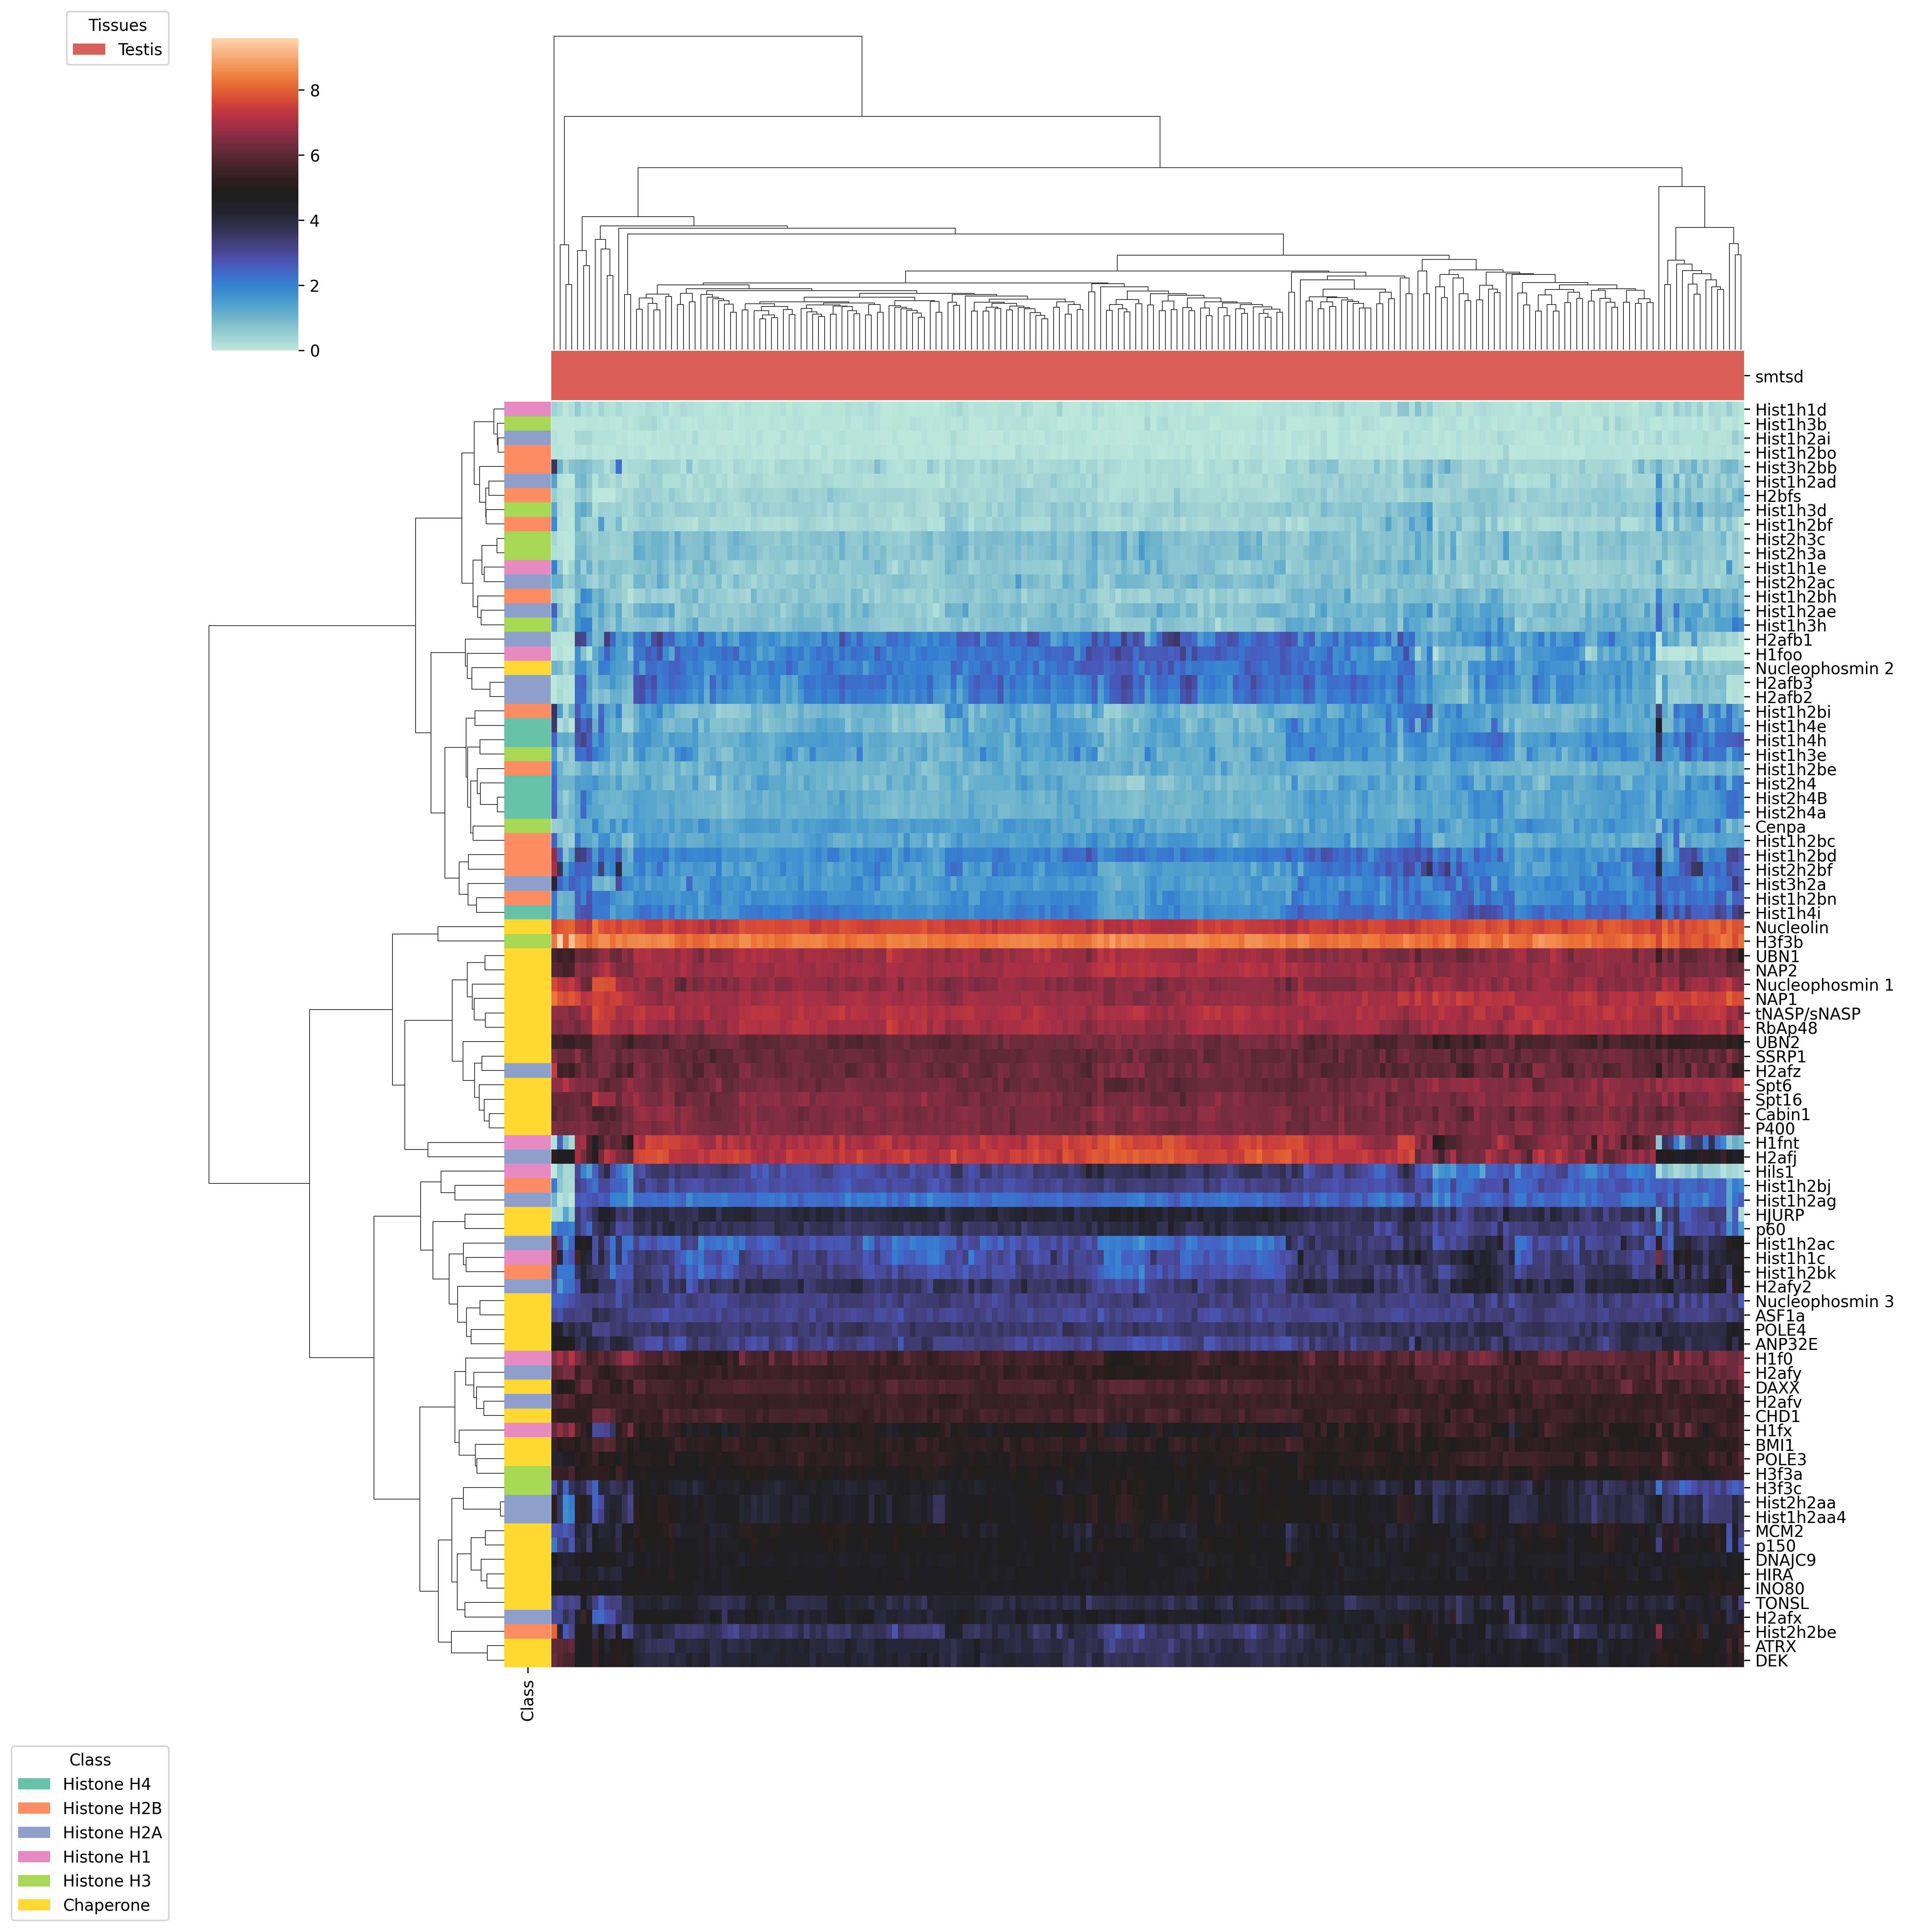 Tissues
Testis
8
6
4
2
0
smtsd
Hist1h1d
Hist1h3b
Hist1h2ai
Hist1h2bo
Hist3h2bb
Hist1h2ad
H2bfs
Hist1h3d
Hist1h2bf
Hist2h3c
Hist2h3a
Hist1h1e
Hist2h2ac
Hist1h2bh
Hist1h2ae
Hist1h3h
H2afb1
H1foo
Nucleophosmin 2
H2afb3
H2afb2
Hist1h2bi
Hist1h4e
Hist1h4h
Hist1h3e
Hist1h2be
Hist2h4
Hist2h4B
Hist2h4a
Cenpa
Hist1h2bc
Hist1h2bd
Hist2h2bf
Hist3h2a
Hist1h2bn
Hist1h4i
Nucleolin
H3f3b
UBN1
NAP2
Nucleophosmin 1
NAP1
tNASP/sNASP
RbAp48
UBN2
SSRP1
H2afz
Spt6
Spt16
Cabin1
P400
H1fnt
H2afj
Hils1
Hist1h2bj
Hist1h2ag
HJURP
p60
Hist1h2ac
Hist1h1c
Hist1h2bk
H2afy2
Nucleophosmin 3
ASF1a
POLE4
ANP32E
H1f0
H2afy
DAXX
H2afv
CHD1
H1fx
BMI1
POLE3
H3f3a
H3f3c
Hist2h2aa
Hist1h2aa4
MCM2
p150
DNAJC9
HIRA
INO80
TONSL
H2afx
Hist2h2be
ATRX
DEK
Class
Class
Histone H4
Histone H2B
Histone H2A
Histone H1
Histone H3
Chaperone